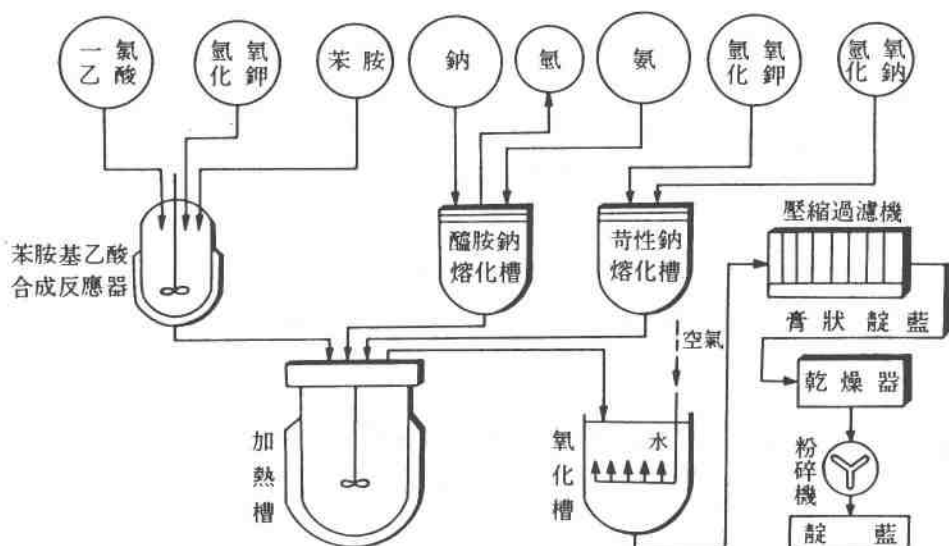 一氯
乙酸
氫氧
化鉀
苯胺
鈉
氫
氨
氫氧
化鉀
氫氧
化鈉
苯胺基乙酸
合成反應器
醯胺鈉
熔化槽
苛性鈉
熔化槽
壓縮過濾機
膏狀靛藍
空氣
乾燥器
加熱槽
氧化槽
水
粉碎機
靛藍